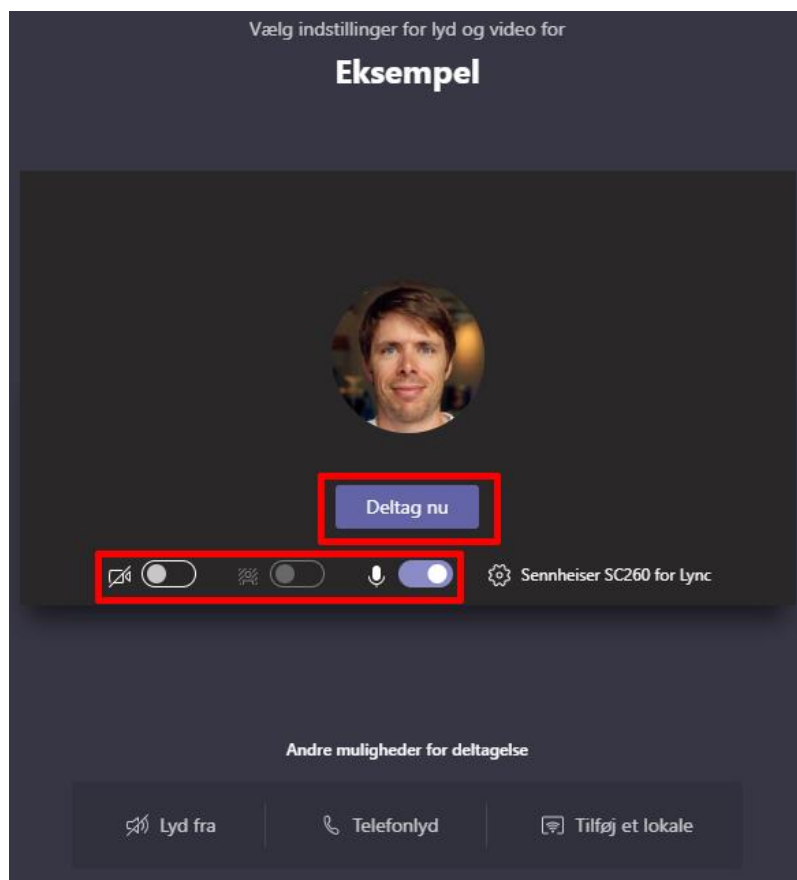 Vælg indstillinger for lyd og video for
Eksempel
Deltag nu
Sennheiser SC260 for Lync
Andre muligheder for deltagelse
Lyd fra
Telefonlyd
Tilføj et lokale